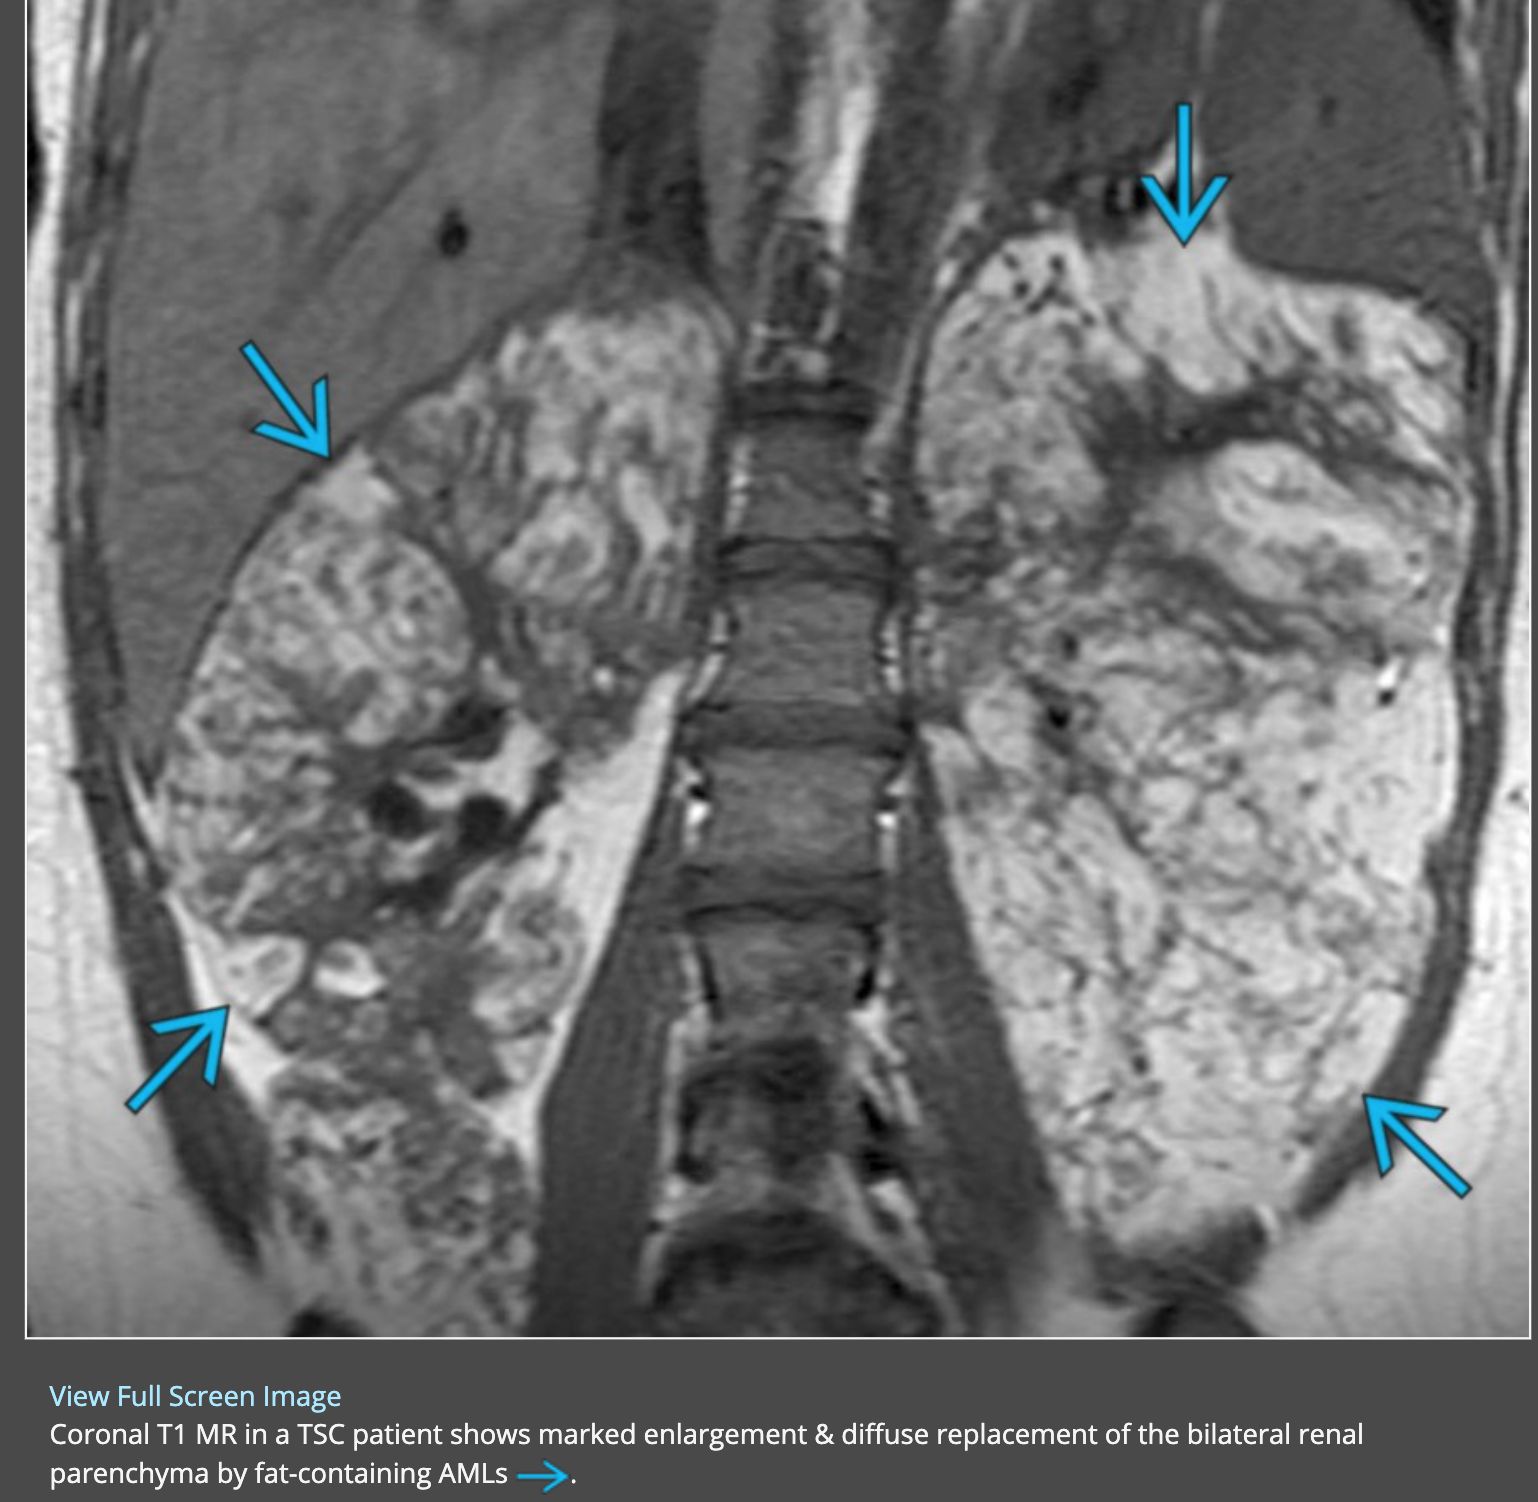 View Full Screen Image
Coronal T1 MR in a TSC patient shows marked enlargement & diffuse replacement of the bilateral renal
parenchyma by fat-containing AMLs →.